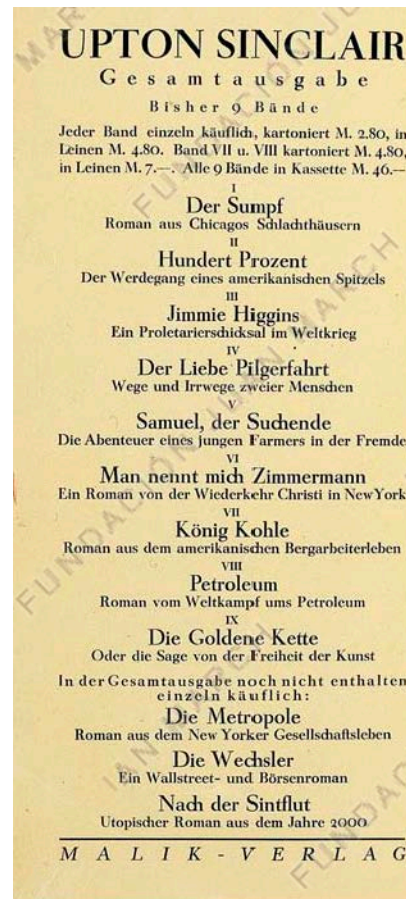 UPTON SINCLAIR
Gesamtausgabe
Bisher 9 Bände
Jeder Band einzeln käuflich, kartoniert M. 2.80, in
Leinen M. 4.80. Band VII u. VIII kartoniert M. 4.80,
in Leinen M. 7.—. Alle 9 Bände in Kassette M. 46.—
I
Der Sumpf
Roman aus Chicagos Schlachthäusern
II
Hundert Prozent
Der Werdegang eines amerikanischen Spitzels
III
Jimmie Higgins
Ein Proletarierschicksal im Weltkrieg
IV
Der Liebe Pilgerfahrt
Wege und Irrwege zweier Menschen
V
Samuel, der Suchende
Die Abenteuer eines jungen Farmers in der Fremde
VI
Man nennt mich Zimmermann
Ein Roman von der Wiederkehr Christi in New York
VII
König Kohle
Roman aus dem amerikanischen Bergarbeiterleben
VIII
Petroleum
Roman vom Weltkampf ums Petroleum
IX
Die Goldene Kette
Oder die Sage von der Freiheit der Kunst
In der Gesamtausgabe noch nicht enthalten
einzeln käuflich:
Die Metropole
Roman aus dem New Yorker Gesellschaftsleben
Die Wechsler
Ein Wallstreet- und Börsenroman
Nach der Sintflut
Utopischer Roman aus dem Jahre 2000
MALIK-VERLAG
FUNDACIÓN JUAN MARCH